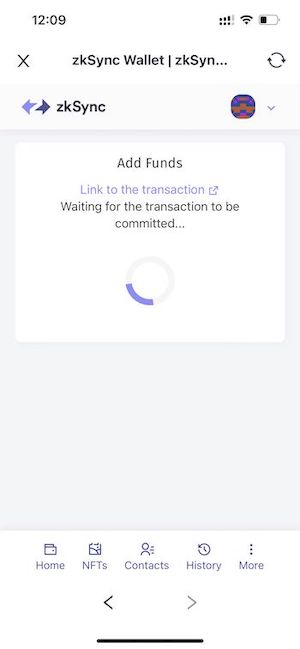 12:09
zkSync Wallet | zkSyn...
zkSync
Add Funds
Link to the transaction
Waiting for the transaction to be
committed...
Home NFTs Contacts History More